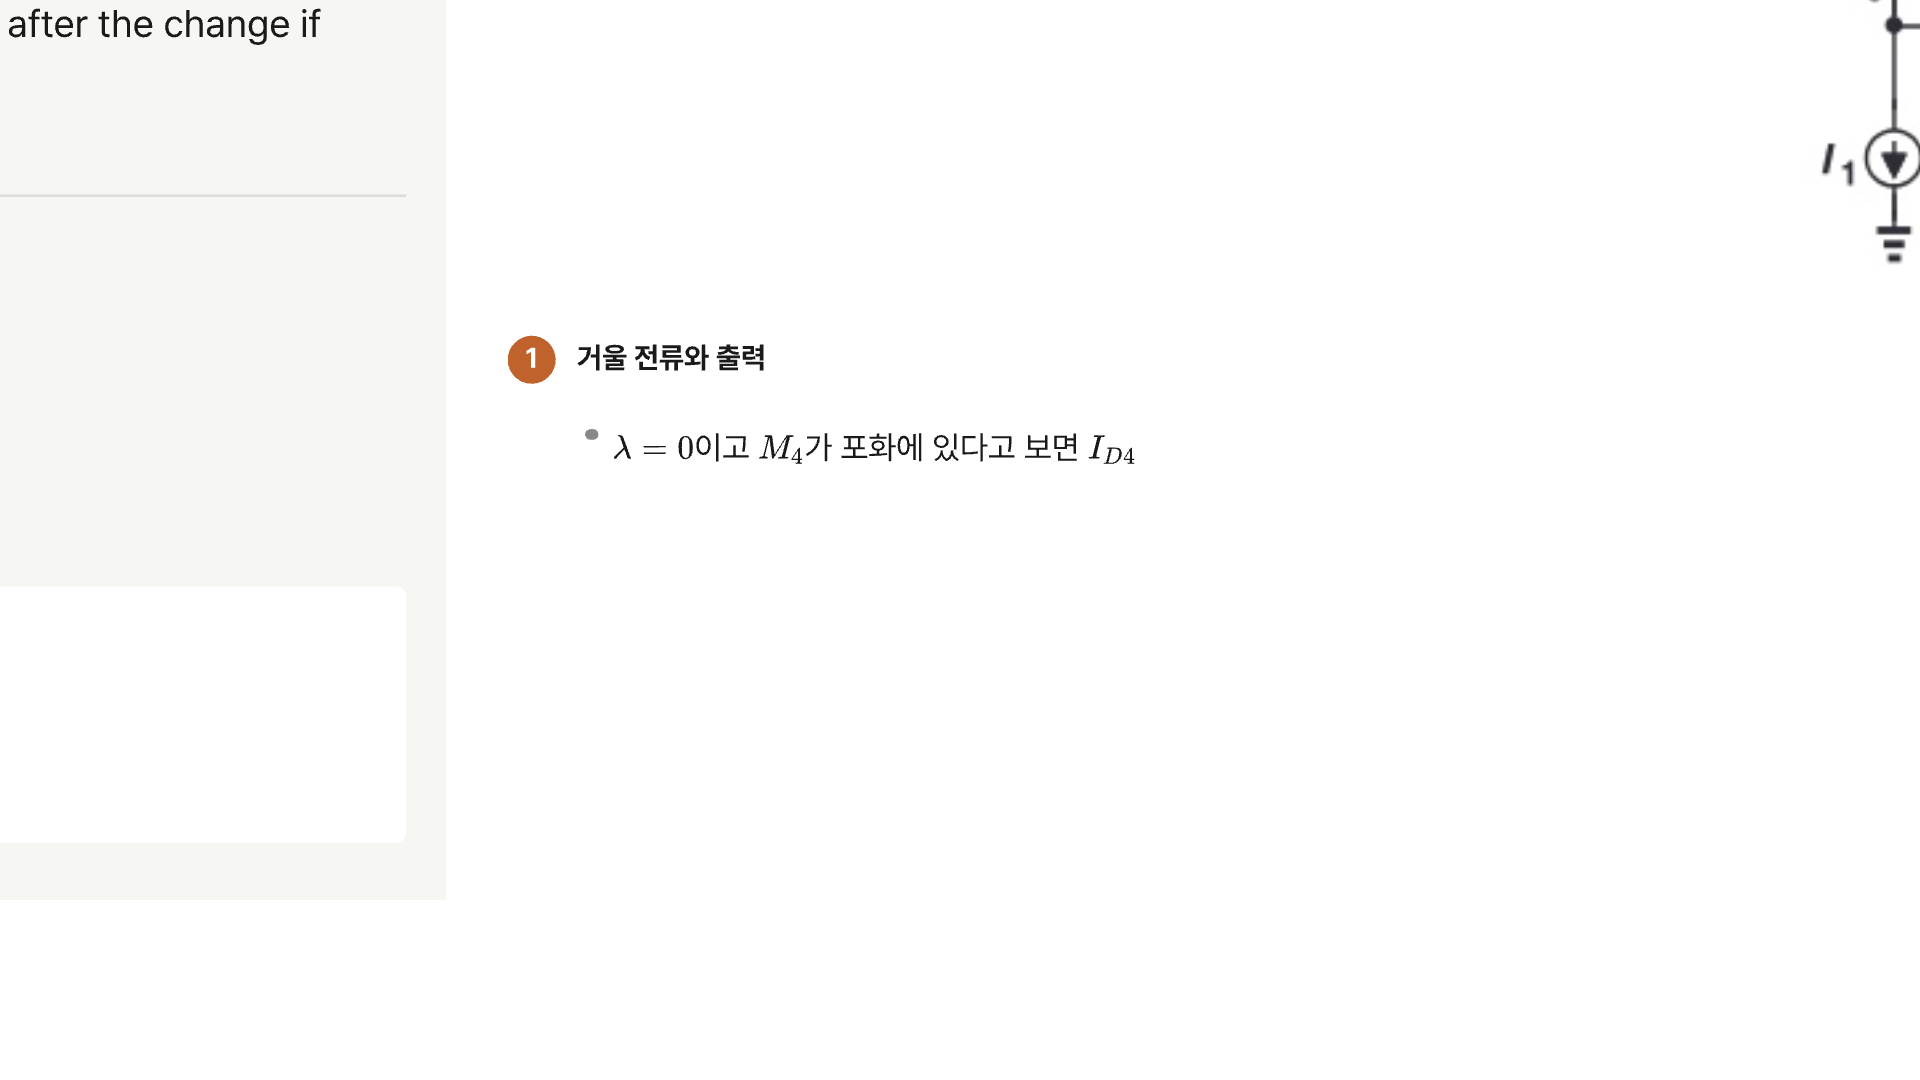 after the change if
I1
1 거울 전류와 출력
λ = 0이고 M4가 포화에 있다고 보면 ID4